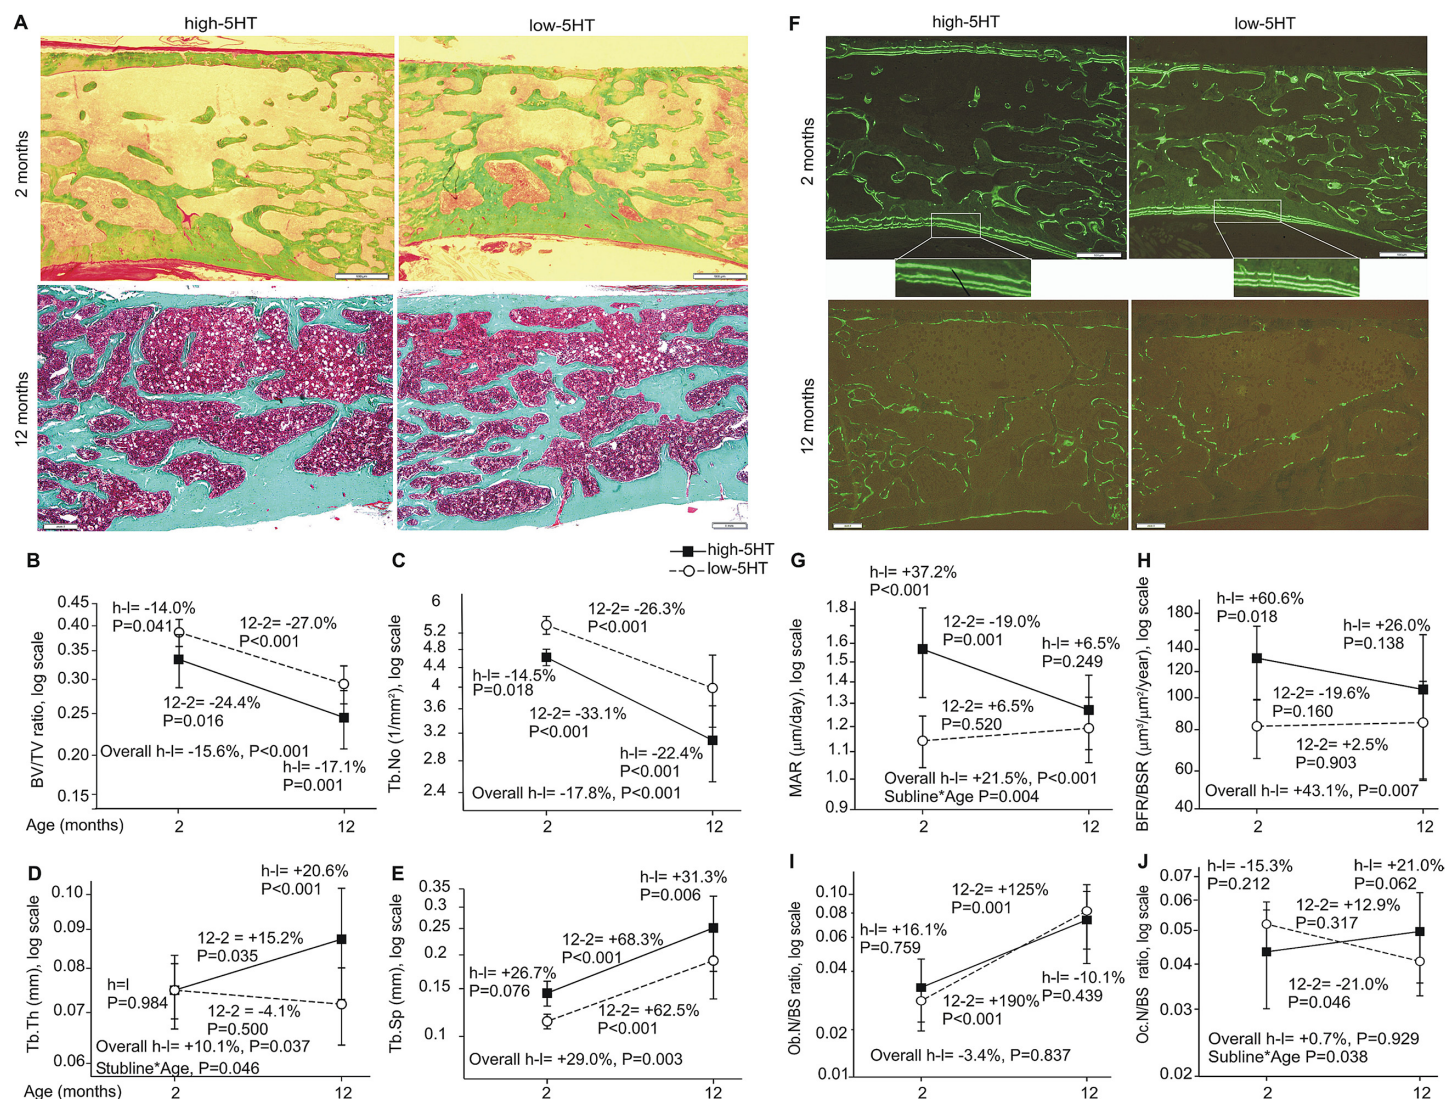 A
high-5HT
low-5HT
2 months
12 months
F
high-5HT
low-5HT
2 months
12 months
high-5HT
low-5HT
B
BV/TV ratio, log scale
0.45
0.40
0.35
0.30
0.25
0.20
0.15
h-l= -14.0%
P=0.041
12-2= -27.0%
P<0.001
12-2= -24.4%
P=0.016
Overall h-l= -15.6%, P<0.001
h-l= -17.1%
P=0.001
Age (months)
2
12
C
Tb.No (1/mm²), log scale
6
5.2
4.8
4.4
4
3.6
3.2
2.8
2.4
12-2= -26.3%
P<0.001
h-l= -14.5%
P=0.018
12-2= -33.1%
P<0.001
h-l= -22.4%
P<0.001
Overall h-l= -17.8%, P<0.001
2
12
D
Tb.Th (mm), log scale
0.10
0.09
0.08
0.07
0.06
h-l= +20.6%
P<0.001
12-2= +15.2%
P=0.035
h=l
P=0.984
12-2 = -4.1%
P=0.500
Overall h-l= +10.1%, P=0.037
Stubline*Age, P=0.046
Age (months)
2
12
E
Tb.Sp (mm), log scale
0.35
0.3
0.25
0.2
0.15
0.1
h-l= +31.3%
P=0.006
12-2= +68.3%
P<0.001
h-l= +26.7%
P=0.076
12-2= +62.5%
P<0.001
Overall h-l= +29.0%, P=0.003
2
12
G
MAR (μm/day), log scale
1.8
1.6
1.5
1.4
1.3
1.2
1.1
1.0
0.9
h-l= +37.2%
P<0.001
12-2= -19.0%
P=0.001
h-l= +6.5%
P=0.249
12-2= +6.5%
P=0.520
Overall h-l= +21.5%, P<0.001
Subline*Age P=0.004
2
12
H
BFR/BSR (μm³/μm²/year), log scale
180
140
120
100
80
60
40
h-l= +60.6%
P=0.018
h-l= +26.0%
P=0.138
12-2= -19.6%
P=0.160
12-2= +2.5%
P=0.903
Overall h-l= +43.1%, P=0.007
2
12
I
Ob.N/BS ratio, log scale
0.10
0.08
0.06
0.04
0.02
0.01
12-2= +125%
P=0.001
h-l= +16.1%
P=0.759
12-2= +190%
P<0.001
h-l= -10.1%
P=0.439
Overall h-l= -3.4%, P=0.837
2
12
J
Oc.N/BS ratio, log scale
0.07
0.06
0.05
0.04
0.03
0.02
h-l= -15.3%
P=0.212
h-l= +21.0%
P=0.062
12-2= +12.9%
P=0.317
12-2= -21.0%
P=0.046
Overall h-l= +0.7%, P=0.929
Subline*Age P=0.038
2
12